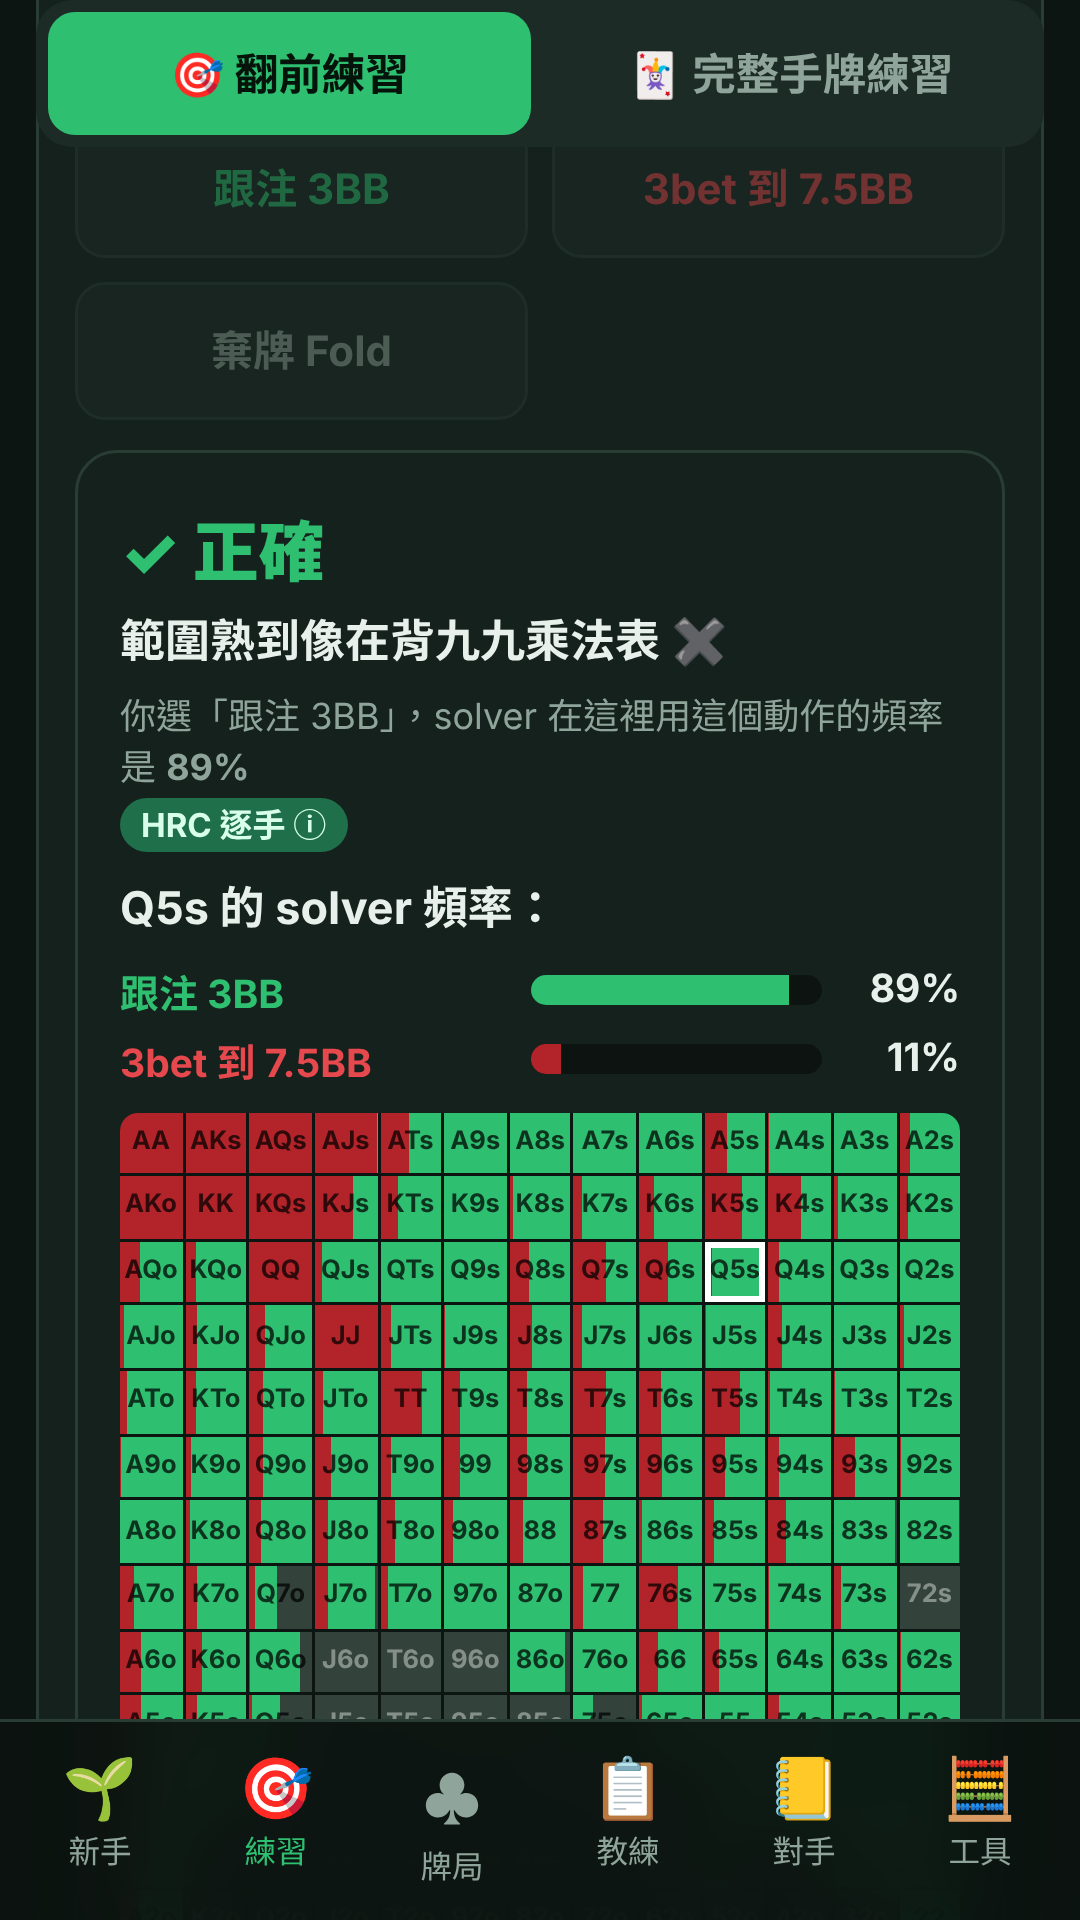 🎯 翻前練習
🃏 完整手牌練習
跟注 3BB
3bet 到 7.5BB
棄牌 Fold
✓ 正確
範圍熟到像在背九九乘法表 ✖️
你選「跟注 3BB」，solver 在這裡用這個動作的頻率
是 89%
HRC 逐手 ⓘ
Q5s 的 solver 頻率：
跟注 3BB 89%
3bet 到 7.5BB 11%
AA AKs AQs AJs ATs A9s A8s A7s A6s A5s A4s A3s A2s
AKo KK KQs KJs KTs K9s K8s K7s K6s K5s K4s K3s K2s
AQo KQo QQ QJs QTs Q9s Q8s Q7s Q6s Q5s Q4s Q3s Q2s
AJo KJo QJo JJ JTs J9s J8s J7s J6s J5s J4s J3s J2s
ATo KTo QTo JTo TT T9s T8s T7s T6s T5s T4s T3s T2s
A9o K9o Q9o J9o T9o 99 98s 97s 96s 95s 94s 93s 92s
A8o K8o Q8o J8o T8o 98o 88 87s 86s 85s 84s 83s 82s
A7o K7o Q7o J7o T7o 97o 87o 77 76s 75s 74s 73s 72s
A6o K6o Q6o J6o T6o 96o 86o 76o 66 65s 64s 63s 62s
新手
練習
牌局
教練
對手
工具